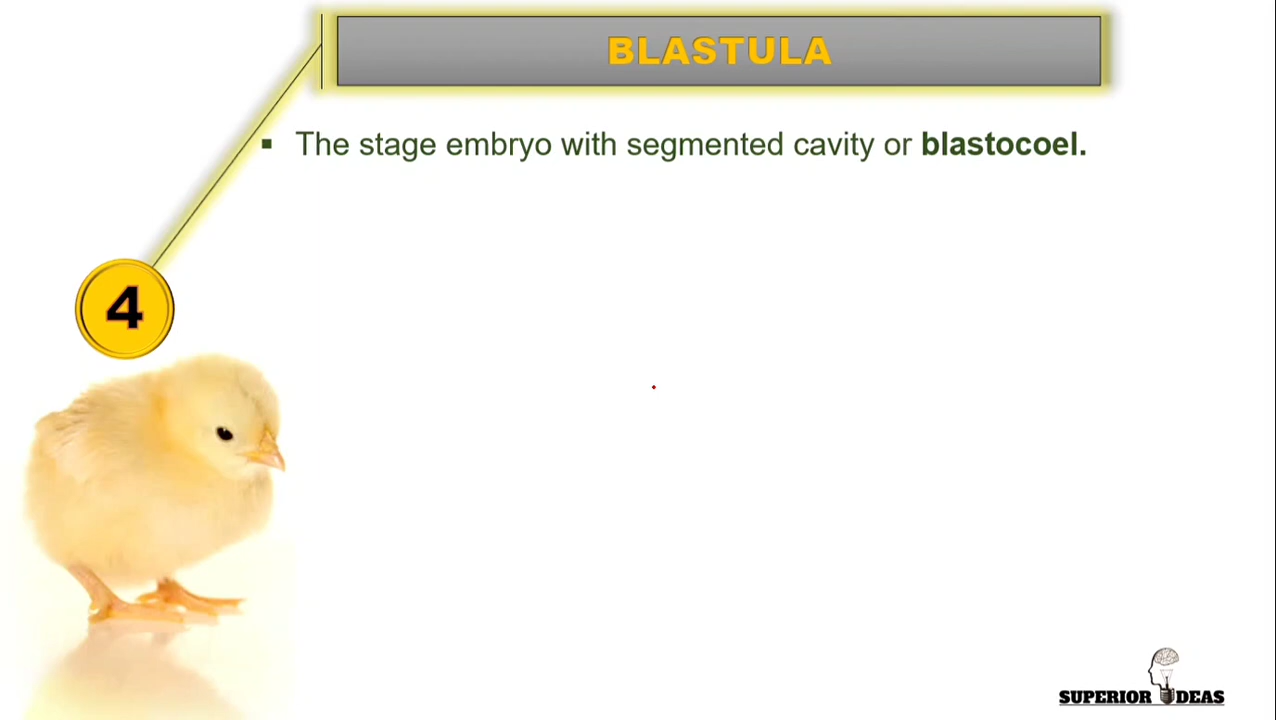 BLASTULA
▪ The stage embryo with segmented cavity or blastocoel.
4
SUPERIOR IDEAS